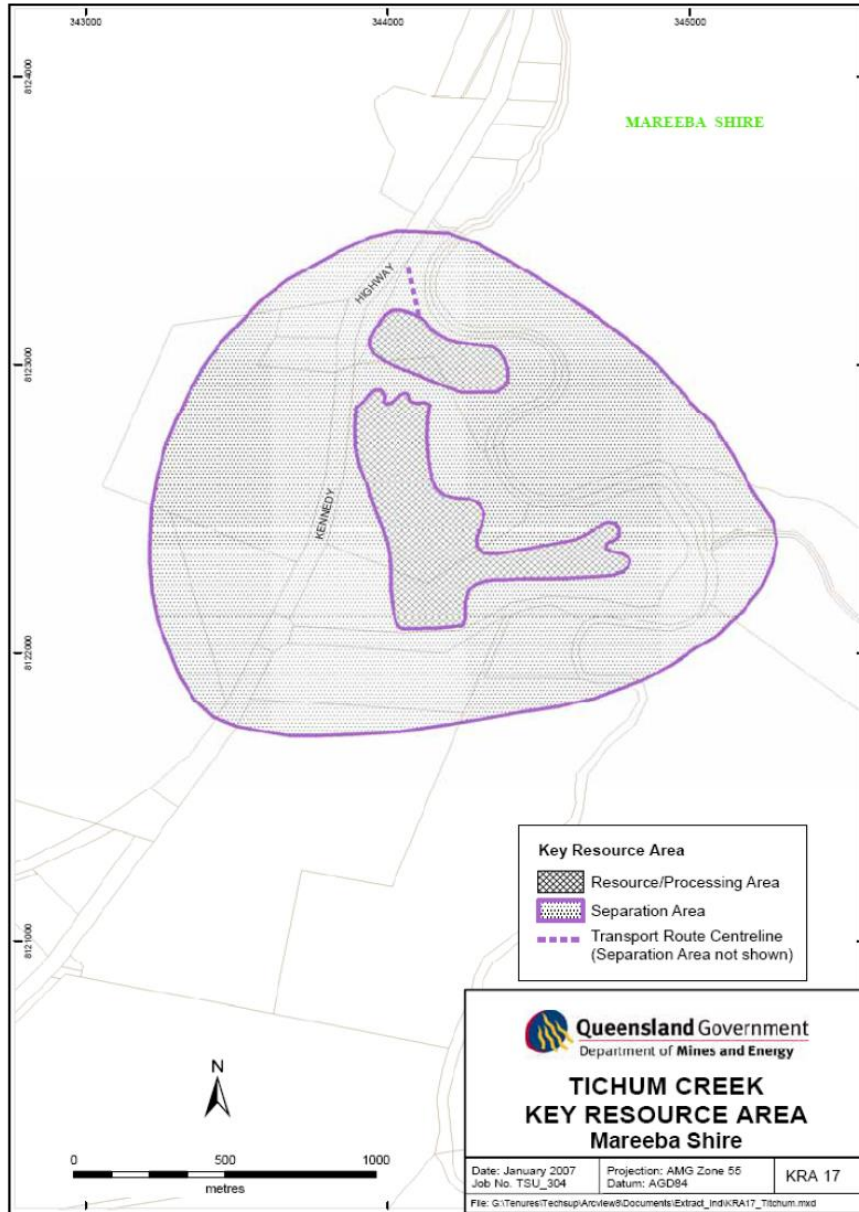 343000
344000
345000
8124000
MAREEBA SHIRE
HIGHWAY
8123000
KENNEDY
8122000
8121000
Key Resource Area
Resource/Processing Area
Separation Area
Transport Route Centreline
(Separation Area not shown)
N
0 500 1000
metres
Queensland Government
Department of Mines and Energy
TICHUM CREEK
KEY RESOURCE AREA
Mareeba Shire
Date: January 2007
Job No. TSU_304
Projection: AMG Zone 55
Datum: AGD84
KRA 17
File: G:\Tenures\Techsup\Arcview8\Documents\Extract_Ind\KRA17_Titchum.mxd